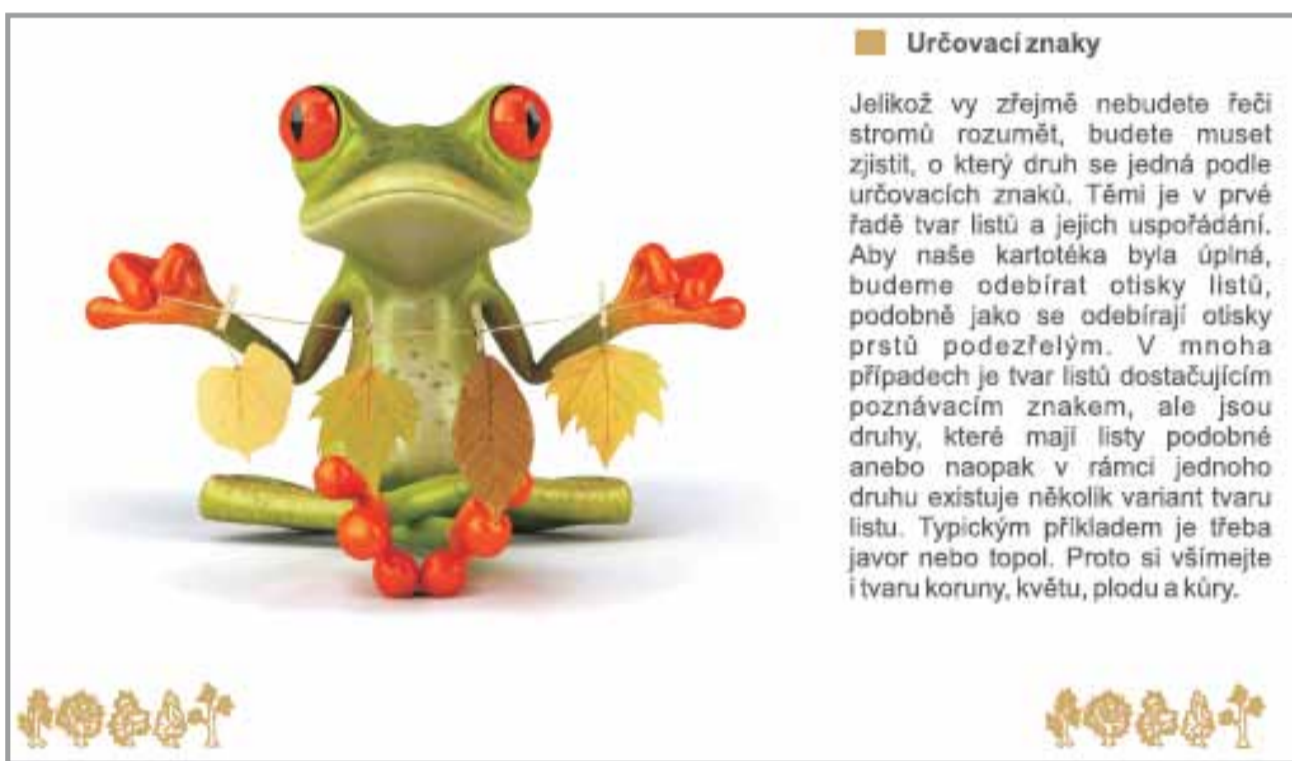 Určovací znaky
Jelikož vy zřejmě nebudete řeči
stromů rozumět, budete muset
zjistit, o který druh se jedná podle
určovacích znaků. Těmi je v prvé
řadě tvar listů a jejich uspořádání.
Aby naše kartotéka byla úplná,
budeme odebírat otisky listů,
podobně jako se odebírají otisky
prstů podezřelým. V mnoha
případech je tvar listů dostačujícím
poznávacím znakem, ale jsou
druhy, které mají listy podobné
anebo naopak v rámci jednoho
druhu existuje několik variant tvaru
listu. Typickým příkladem je třeba
javor nebo topol. Proto si všímejte
i tvaru koruny, květu, plodu a kůry.